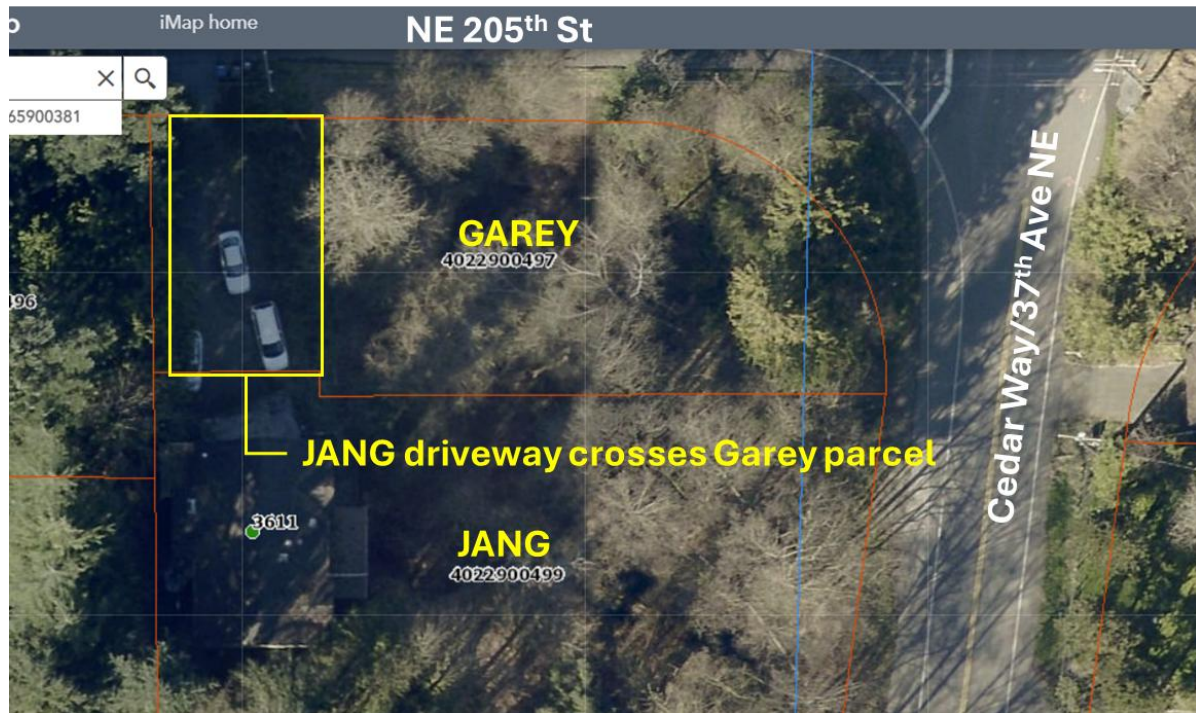 iMap home
NE 205th St
65900381
GAREY
4022900497
496
JANG driveway crosses Garey parcel
3611
JANG
4022900499
Cedar Way/37th Ave NE